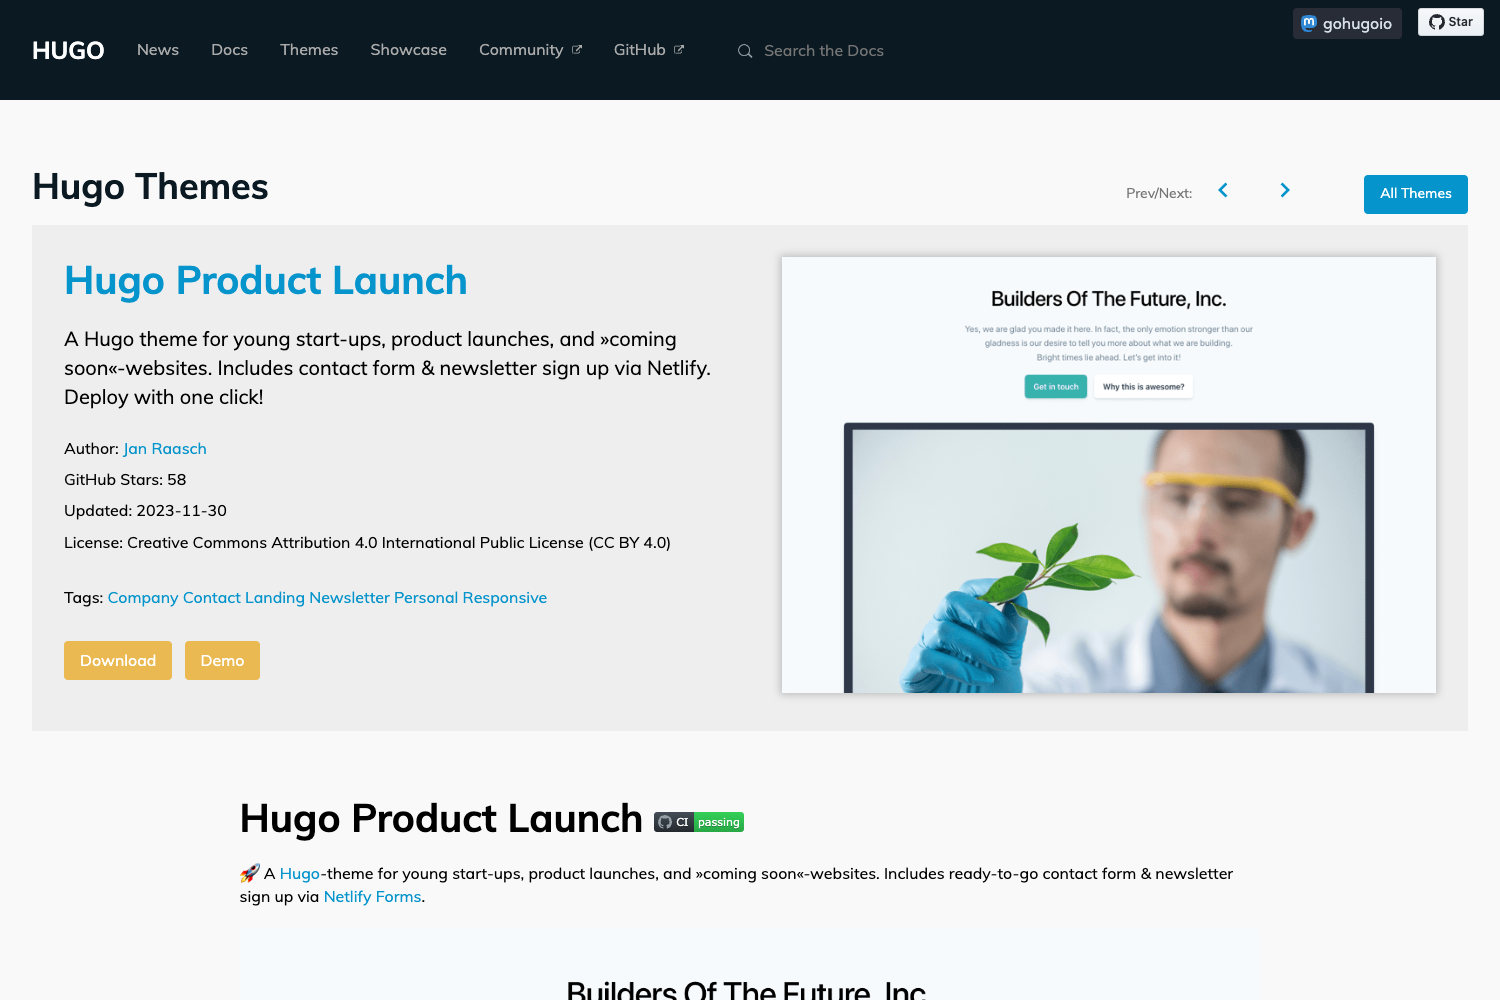 gohugoio
Star
HUGO
News
Docs
Themes
Showcase
Community
GitHub
Search the Docs
Hugo Themes
Prev/Next:
All Themes
Hugo Product Launch
A Hugo theme for young start-ups, product launches, and »coming
soon«-websites. Includes contact form & newsletter sign up via Netlify.
Deploy with one click!
Author: Jan Raasch
GitHub Stars: 58
Updated: 2023-11-30
License: Creative Commons Attribution 4.0 International Public License (CC BY 4.0)
Tags: Company Contact Landing Newsletter Personal Responsive
Download
Demo
Builders Of The Future, Inc.
Yes, we are glad you made it here. In fact, the only emotion stronger than our
gladness is our desire to tell you more about what we are building.
Bright times lie ahead. Let's get into it!
Get in touch
Why this is awesome?
Hugo Product Launch
CI passing
🚀 A Hugo-theme for young start-ups, product launches, and »coming soon«-websites. Includes ready-to-go contact form & newsletter
sign up via Netlify Forms.
Builders Of The Future, Inc.